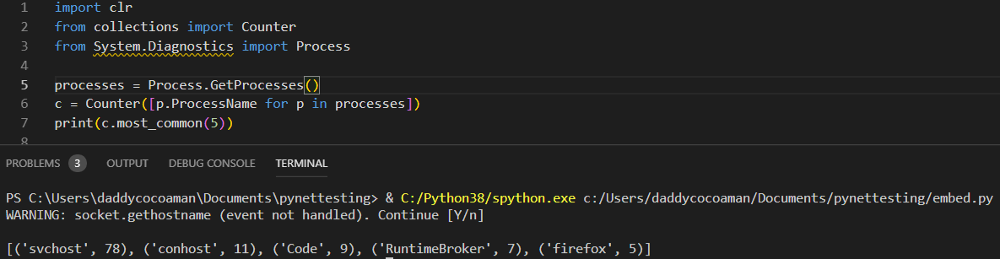 1 import clr
2 from collections import Counter
3 from System.Diagnostics import Process
4
5 processes = Process.GetProcesses()
6 c = Counter([p.ProcessName for p in processes])
7 print(c.most_common(5))
8
PROBLEMS 3 OUTPUT DEBUG CONSOLE TERMINAL
PS C:\Users\daddycocoaman\Documents\pynettesting> & C:/Python38/spython.exe c:/Users/daddycocoaman/Documents/pynettesting/embed.py
WARNING: socket.gethostname (event not handled). Continue [Y/n]
[('svchost', 78), ('conhost', 11), ('Code', 9), ('RuntimeBroker', 7), ('firefox', 5)]